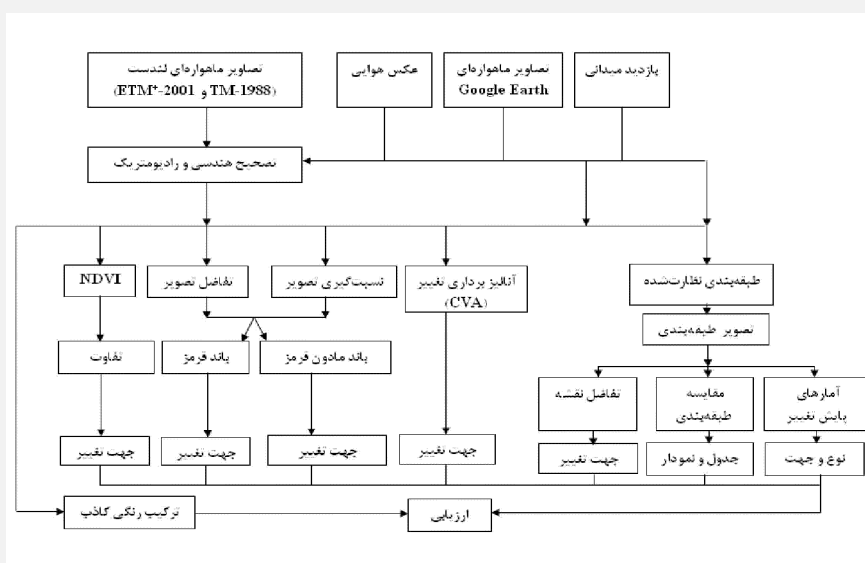 تصاویر ماهواره‌ای لندست
(TM-1988 و ETM⁺-2001)
عکس هوایی
تصاویر ماهواره‌ای
Google Earth
بازدید میدانی
تصحیح هندسی و رادیومتریک
NDVI
تفاضل تصویر
نسبت‌گیری تصویر
آنالیز برداری تغییر
(CVA)
طبقه‌بندی نظارت‌شده
تصویر طبقه‌بندی
تفاوت
باند قرمز
باند مادون قرمز
تفاضل نقشه
مقایسه
طبقه‌بندی
آمارهای
پایش تغییر
جهت تغییر
جهت تغییر
جهت تغییر
جهت تغییر
جهت تغییر
جدول و نمودار
نوع و جهت
ترکیب رنگی کاذب
ارزیابی